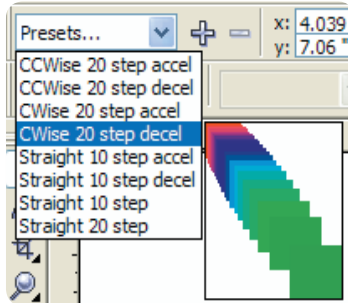 Presets...
x: 4.039
y: 7.06 "
CCWise 20 step accel
CCWise 20 step decel
CWise 20 step accel
CWise 20 step decel
Straight 10 step accel
Straight 10 step decel
Straight 10 step
Straight 20 step